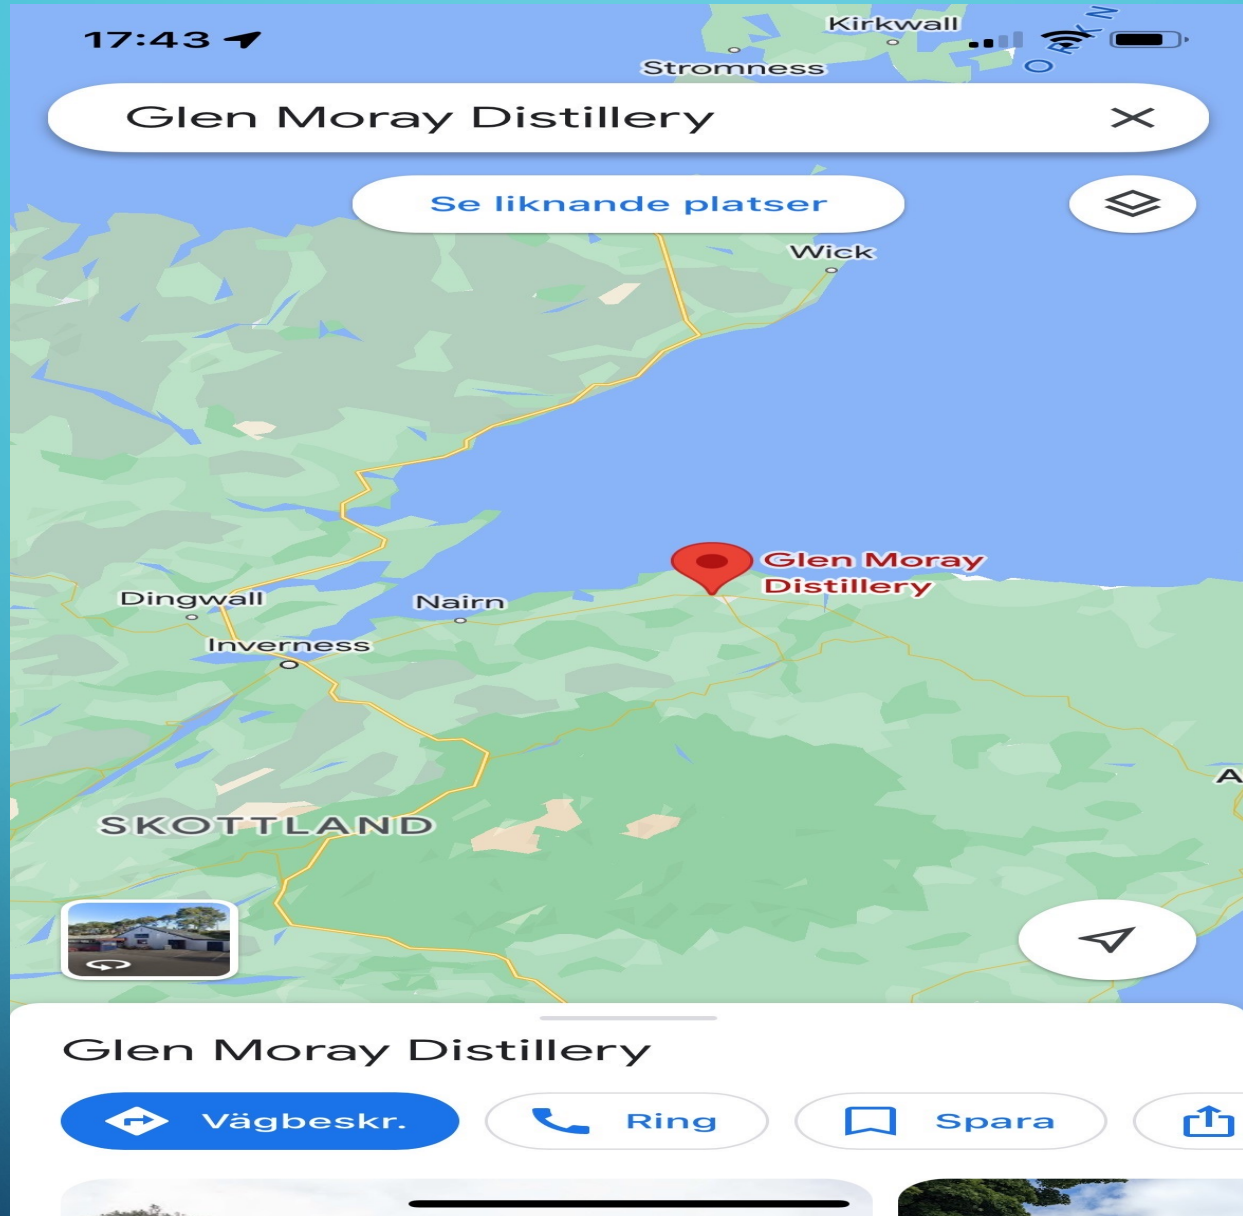 17:43
Kirkwall
Stromness
ORKN
Glen Moray Distillery
Se liknande platser
Wick
Glen Moray
Distillery
Dingwall
Nairn
Inverness
A
SKOTTLAND
Glen Moray Distillery
Vägbeskr.
Ring
Spara